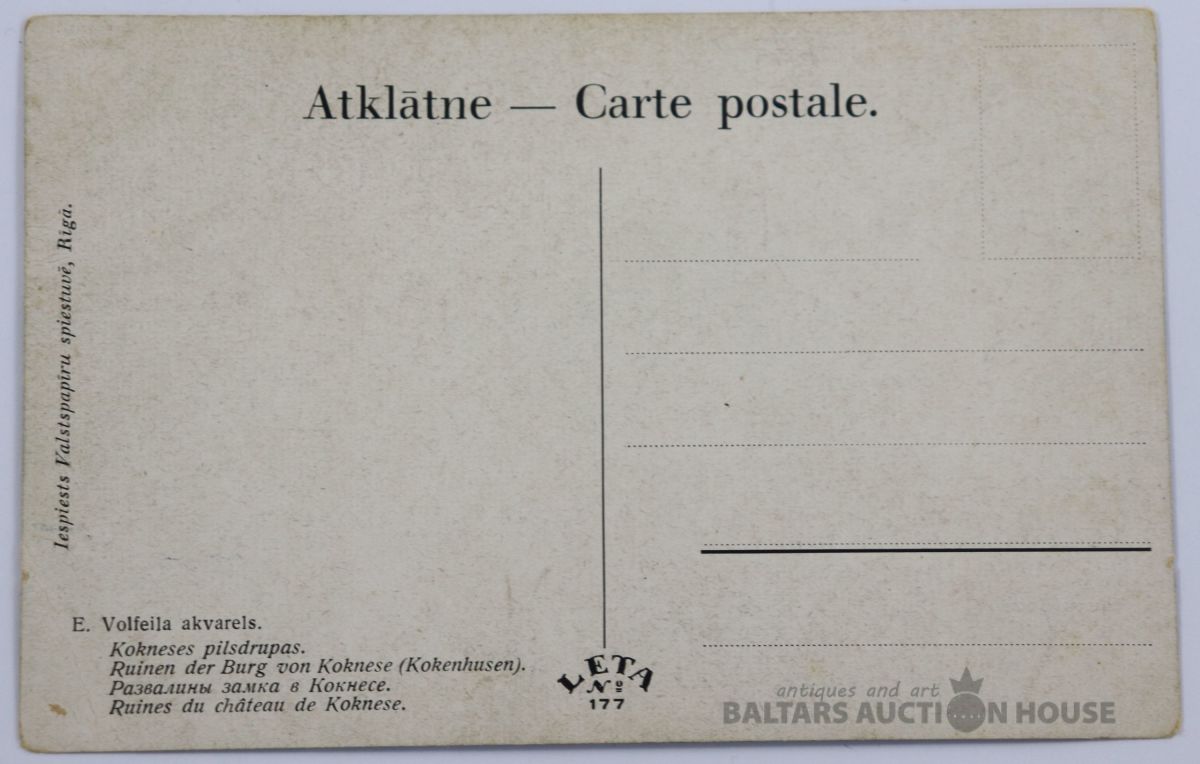 Atklātne — Carte postale.
Iespiests Valstspapīru spiestuvē, Rīgā.
E. Volfeila akvarels.
Kokneses pilsdrupas.
Ruinen der Burg von Koknese (Kokenhusen).
Развалины замка в Кокнесе.
Ruines du château de Koknese.
LETA
№
177
antiques and art
BALTARS AUCTION HOUSE